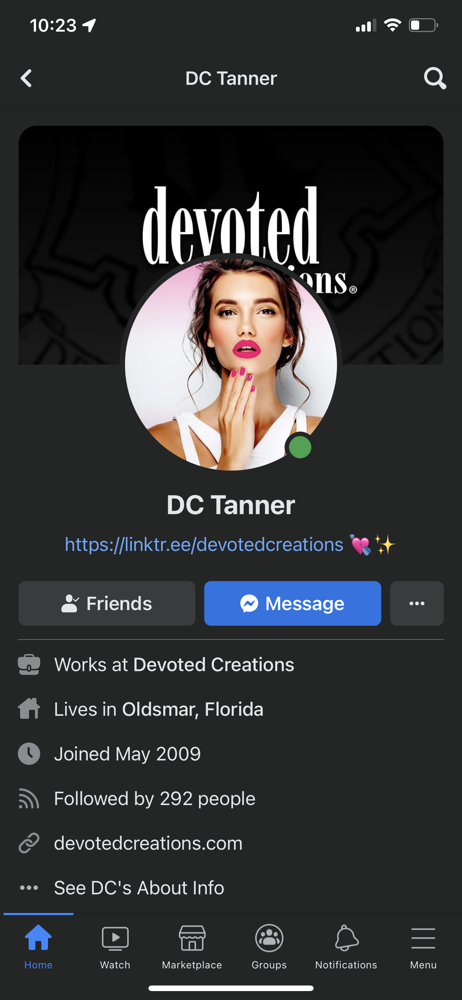 10:23
DC Tanner
devoted
ons®
DC Tanner
https://linktr.ee/devotedcreations 💘✨
Friends
Message
Works at Devoted Creations
Lives in Oldsmar, Florida
Joined May 2009
Followed by 292 people
devotedcreations.com
See DC's About Info
Home
Watch
Marketplace
Groups
Notifications
Menu